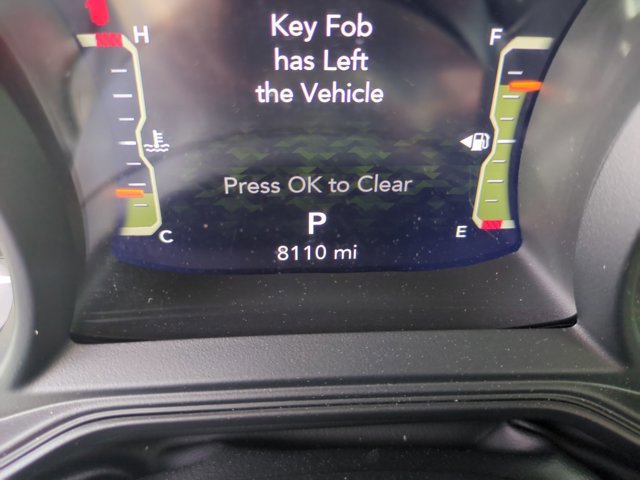 Key Fob
has Left
the Vehicle
H
F
Press OK to Clear
C
P
E
8110 mi